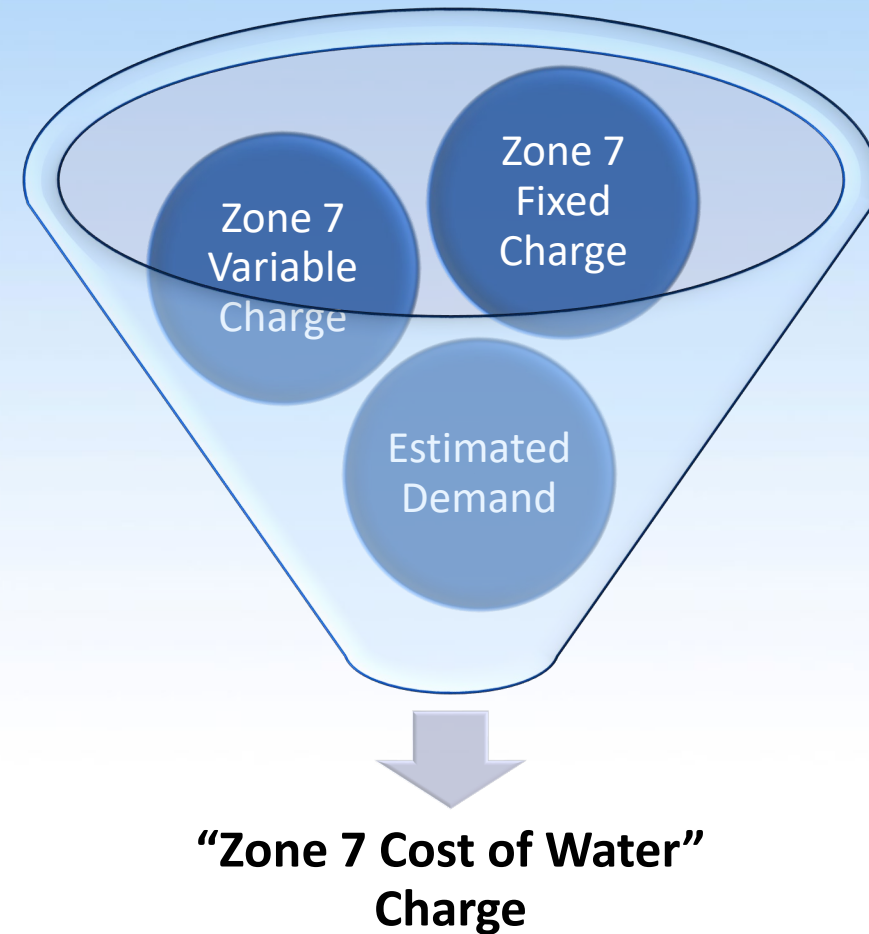 Zone 7
Fixed
Charge
Zone 7
Variable
Charge
Estimated
Demand
“Zone 7 Cost of Water”
Charge